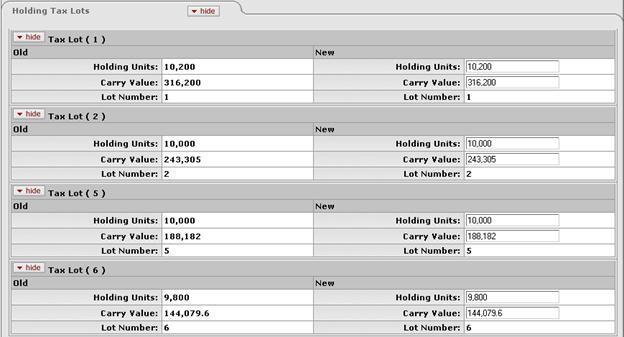 Holding Tax Lots hide
hide Tax Lot ( 1 )
Old New
Holding Units: 10,200 Holding Units: 10,200
Carry Value: 316,200 Carry Value: 316,200
Lot Number: 1 Lot Number: 1
hide Tax Lot ( 2 )
Old New
Holding Units: 10,000 Holding Units: 10,000
Carry Value: 243,305 Carry Value: 243,305
Lot Number: 2 Lot Number: 2
hide Tax Lot ( 5 )
Old New
Holding Units: 10,000 Holding Units: 10,000
Carry Value: 188,182 Carry Value: 188,182
Lot Number: 5 Lot Number: 5
hide Tax Lot ( 6 )
Old New
Holding Units: 9,800 Holding Units: 9,800
Carry Value: 144,079.6 Carry Value: 144,079.6
Lot Number: 6 Lot Number: 6